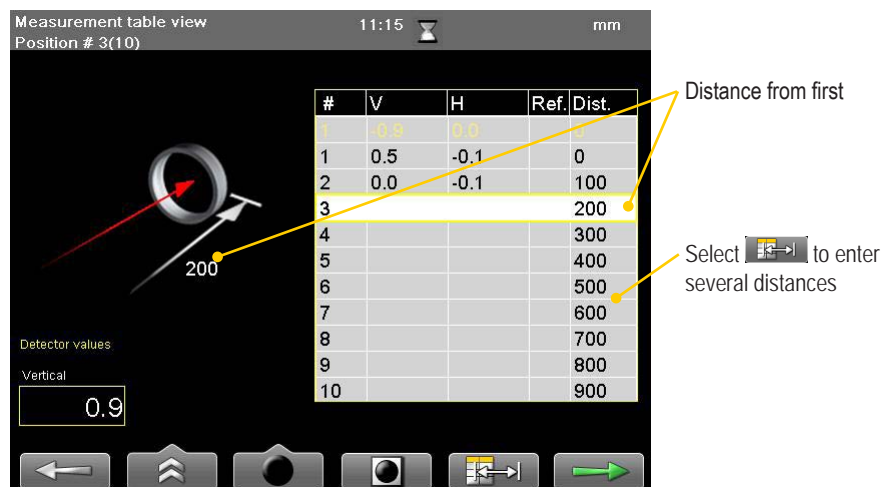 Measurement table view 11:15 mm
Position # 3(10)
# V H Ref. Dist.
1 -0.9 0.0 0
1 0.5 -0.1 0
2 0.0 -0.1 100
3 200
4 300
5 400
6 500
7 600
8 700
9 800
10 900
200
Detector values
Vertical
0.9
Distance from first
Select to enter
several distances